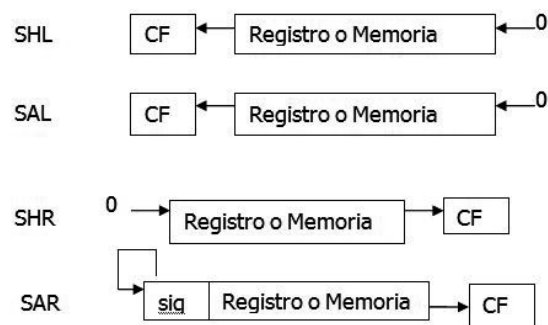 SHL CF Registro o Memoria 0
SAL CF Registro o Memoria 0
SHR 0 Registro o Memoria CF
SAR sig Registro o Memoria CF